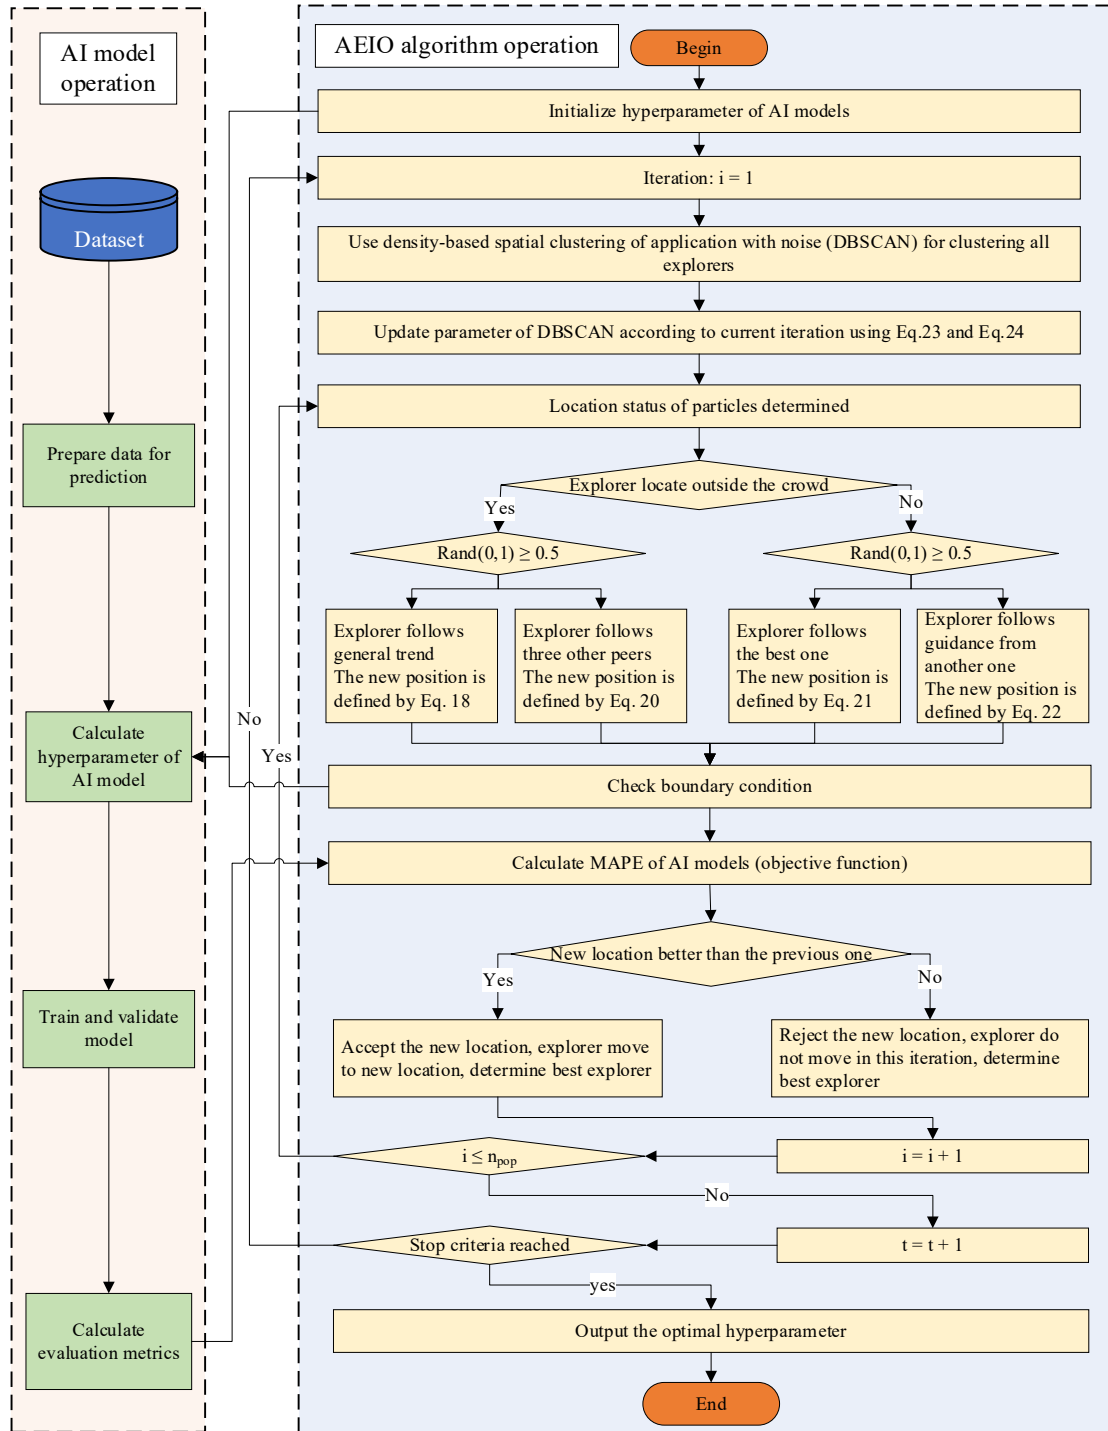 AI model
operation
Dataset
Prepare data for
prediction
Calculate
hyperparameter of
AI model
Train and validate
model
Calculate
evaluation metrics
AEIO algorithm operation
Begin
Initialize hyperparameter of AI models
Iteration: i = 1
Use density-based spatial clustering of application with noise (DBSCAN) for clustering all
explorers
Update parameter of DBSCAN according to current iteration using Eq.23 and Eq.24
Location status of particles determined
Explorer locate outside the crowd
Yes
No
Rand(0,1) ≥ 0.5
Rand(0,1) ≥ 0.5
Explorer follows
general trend
The new position is
defined by Eq. 18
Explorer follows
three other peers
The new position is
defined by Eq. 20
Explorer follows
the best one
The new position is
defined by Eq. 21
Explorer follows
guidance from
another one
The new position is
defined by Eq. 22
No
Yes
Check boundary condition
Calculate MAPE of AI models (objective function)
New location better than the previous one
Yes
No
Accept the new location, explorer move
to new location, determine best explorer
Reject the new location, explorer do
not move in this iteration, determine
best explorer
i ≤ npop
i = i + 1
No
Stop criteria reached
t = t + 1
yes
Output the optimal hyperparameter
End